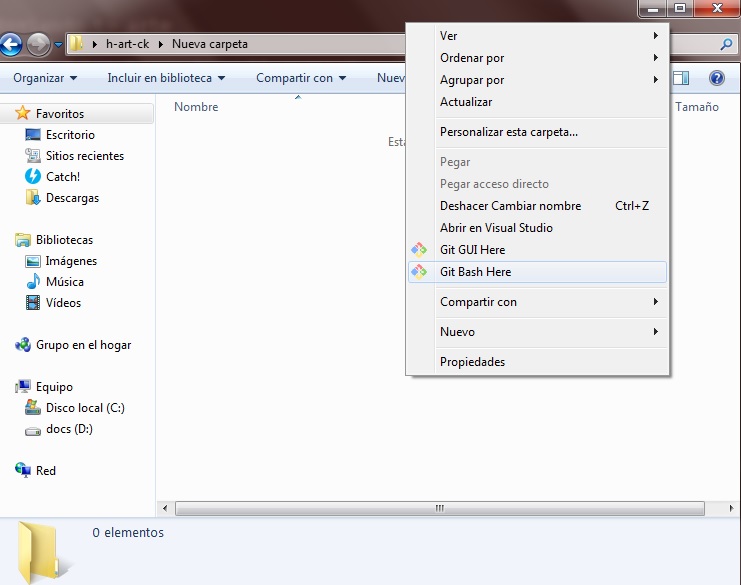 h-art-ck Nueva carpeta
Organizar Incluir en biblioteca Compartir con
Nombre Tamaño
Favoritos
Escritorio
Sitios recientes
Catch!
Descargas
Bibliotecas
Imágenes
Música
Vídeos
Grupo en el hogar
Equipo
Disco local (C:)
docs (D:)
Red
Ver
Ordenar por
Agrupar por
Actualizar
Personalizar esta carpeta...
Pegar
Pegar acceso directo
Deshacer Cambiar nombre Ctrl+Z
Abrir en Visual Studio
Git GUI Here
Git Bash Here
Compartir con
Nuevo
Propiedades
0 elementos